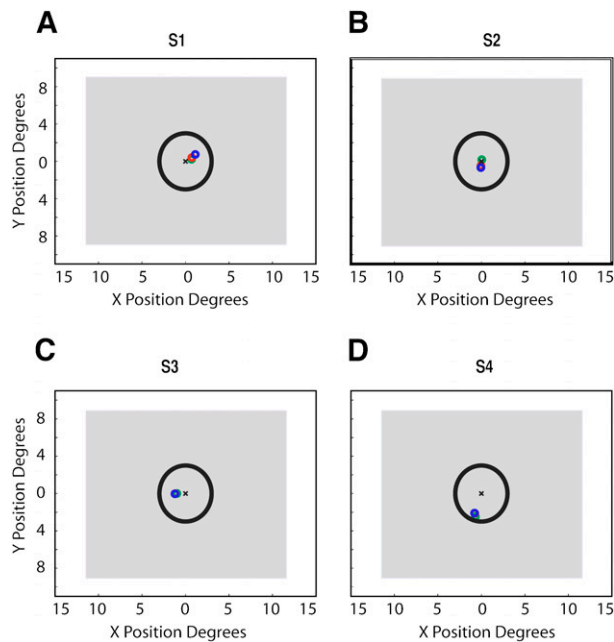 A
S1
B
S2
8
4
0
4
8
Y Position Degrees
15 10 5 0 5 10 15
X Position Degrees
15 10 5 0 5 10 15
X Position Degrees
C
S3
D
S4
8
4
0
4
8
Y Position Degrees
15 10 5 0 5 10 15
X Position Degrees
15 10 5 0 5 10 15
X Position Degrees